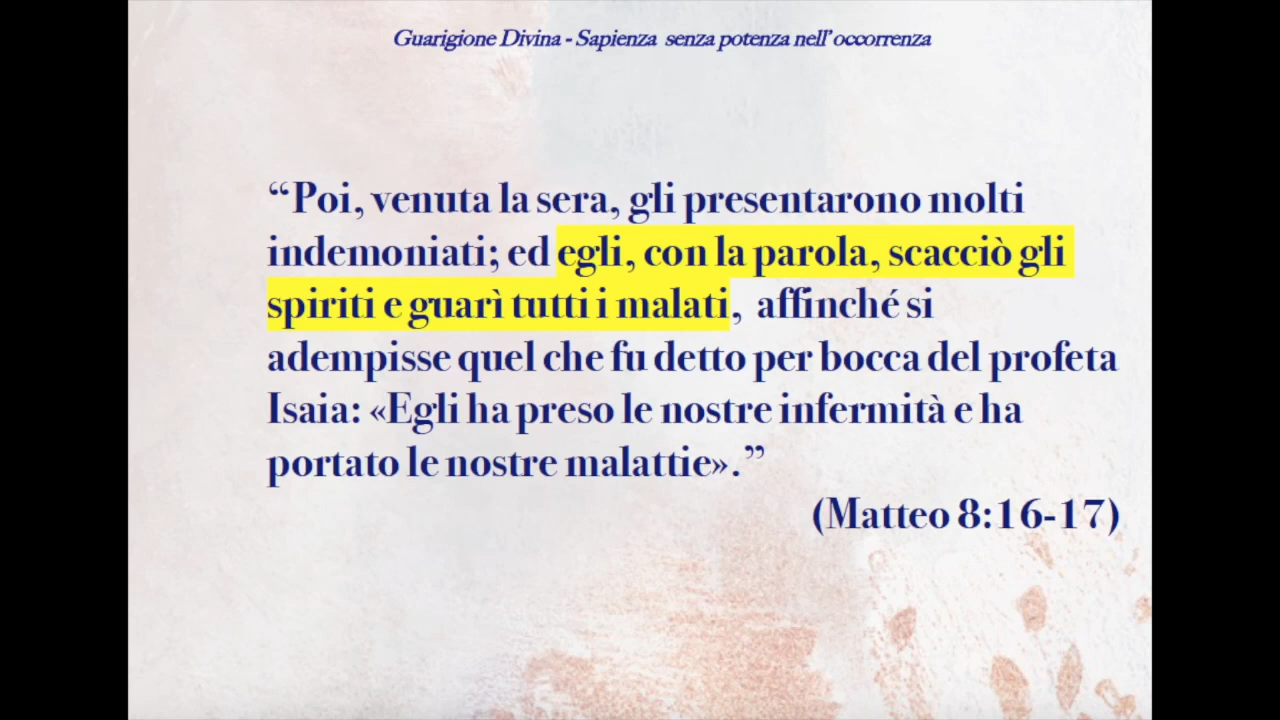 Guarigione Divina - Sapienza senza potenza nell'occorrenza
“Poi, venuta la sera, gli presentarono molti
indemoniati; ed egli, con la parola, scacciò gli
spiriti e guarì tutti i malati, affinché si
adempisse quel che fu detto per bocca del profeta
Isaia: «Egli ha preso le nostre infermità e ha
portato le nostre malattie».”
(Matteo 8:16-17)